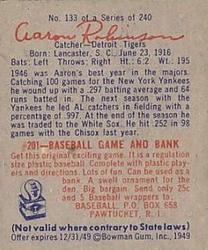 No. 133 of a Series of 240
Aaron Robinson
Catcher—Detroit Tigers
Born: Lancaster, S. C., June 23, 1916
Bats: Left Throws: Right Ht.: 6:2 Wt.: 195
1946 was Aaron's best year in the majors.
Catching 100 games for the New York Yankees
he wound up with a .297 batting average and 64
runs batted in. The next season with the
Yankees he led AL catchers in fielding with a
percentage of .997. At the end of the season he
was traded to the White Sox. He hit .252 in 98
games with the Chisox last year.
#201—BASEBALL GAME AND BANK
Get this original exciting game. It is a regulation
size plastic baseball. Complete with plastic play-
ers and directions. Lots of fun. Can be used as
a bank. A swell ornament for the
den. Big bargain. Send only 25c
and 5 Baseball wrappers to:
BASEBALL, P.O. BOX 658
PAWTUCKET, R. I.
(Not valid where contrary to State laws)
Offer expires 12/31/49 © Bowman Gum, Inc., 1949